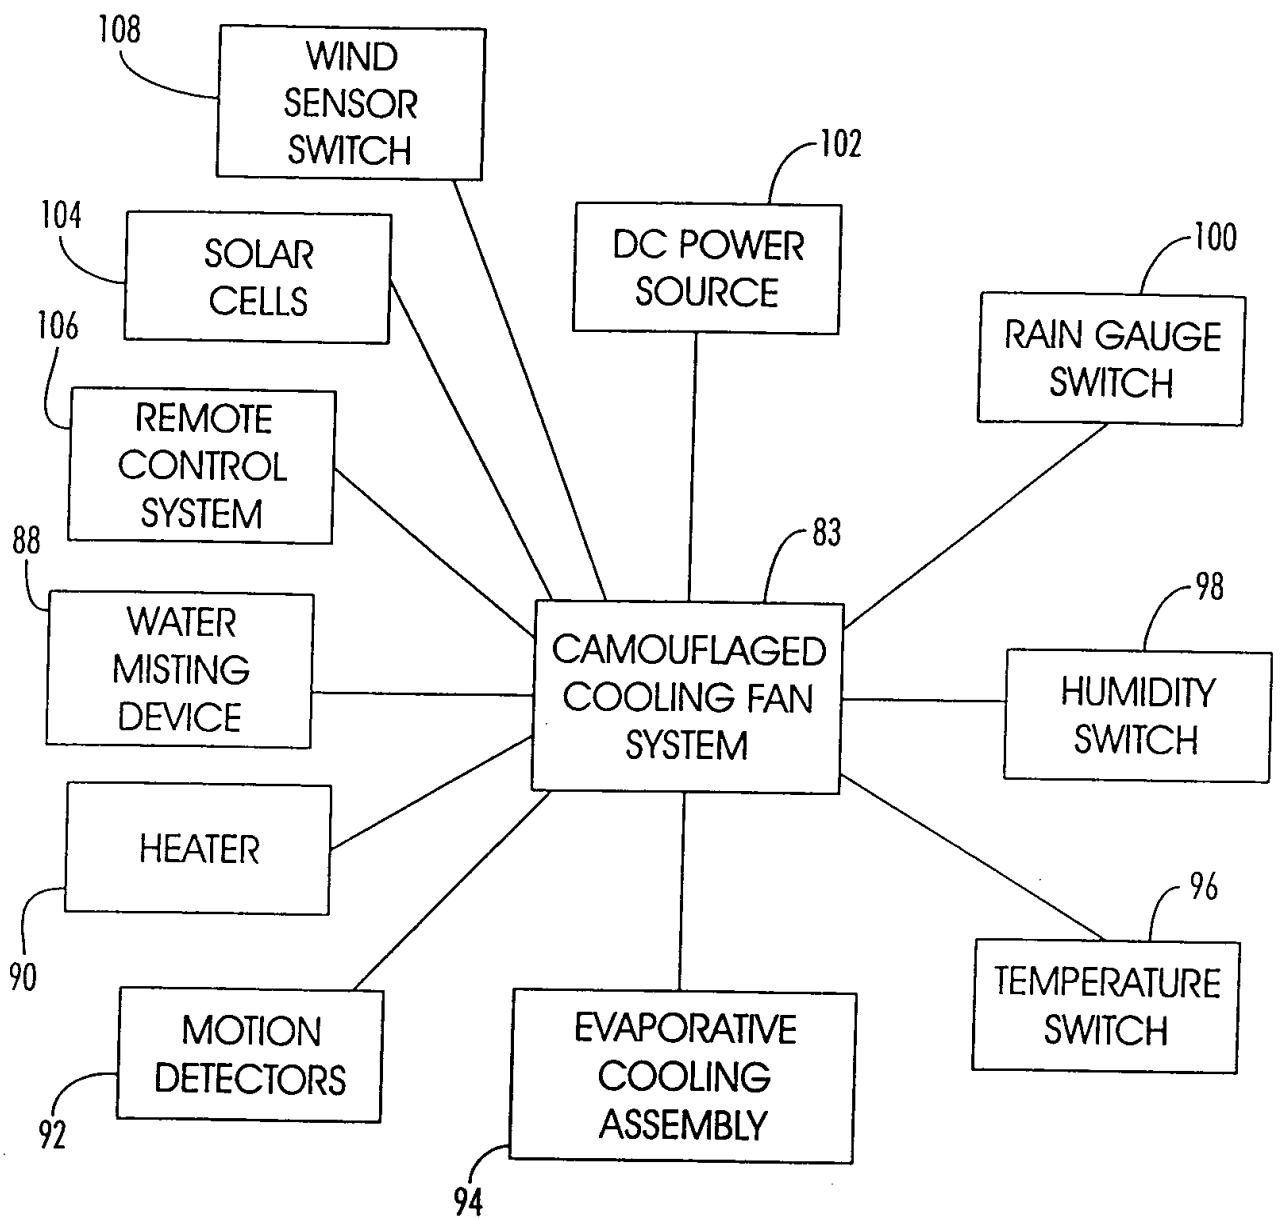 108
WIND
SENSOR
SWITCH
102
DC POWER
SOURCE
104
SOLAR
CELLS
100
RAIN GAUGE
SWITCH
106
REMOTE
CONTROL
SYSTEM
88
WATER
MISTING
DEVICE
83
CAMOUFLAGED
COOLING FAN
SYSTEM
98
HUMIDITY
SWITCH
HEATER
90
96
TEMPERATURE
SWITCH
MOTION
DETECTORS
92
EVAPORATIVE
COOLING
ASSEMBLY
94